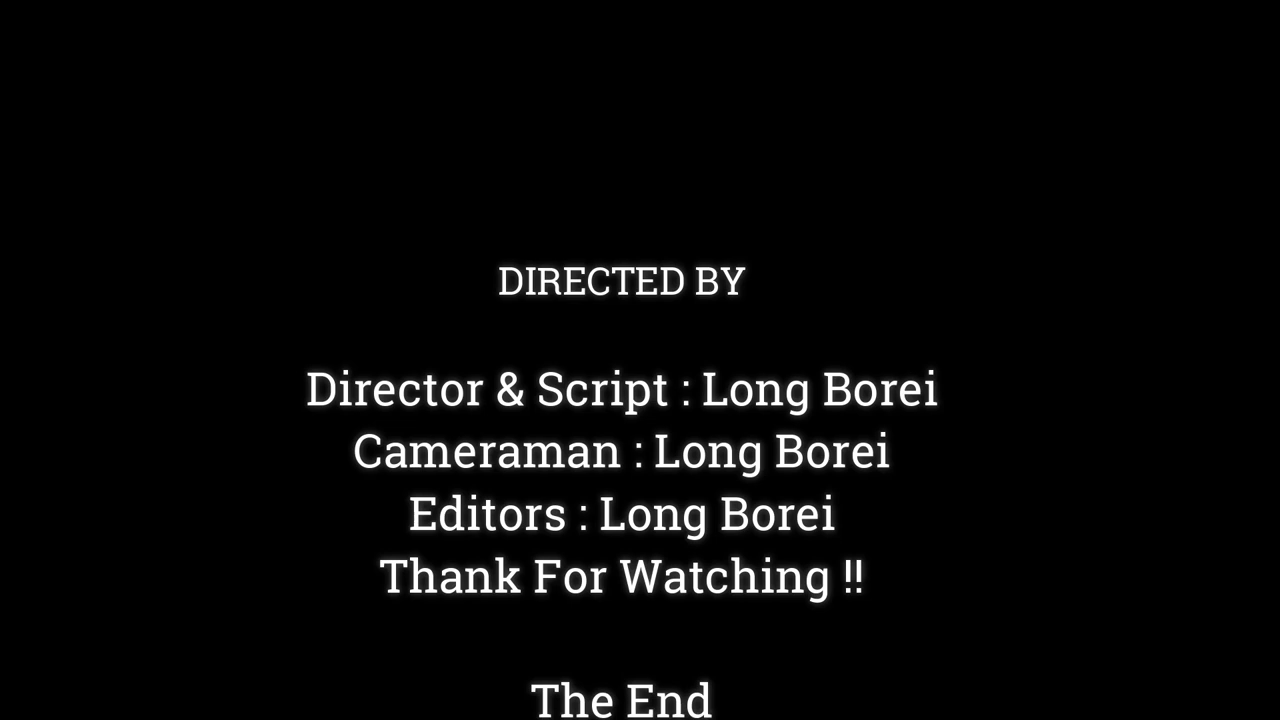 DIRECTED BY
Director & Script : Long Borei
Cameraman : Long Borei
Editors : Long Borei
Thank For Watching !!
The End